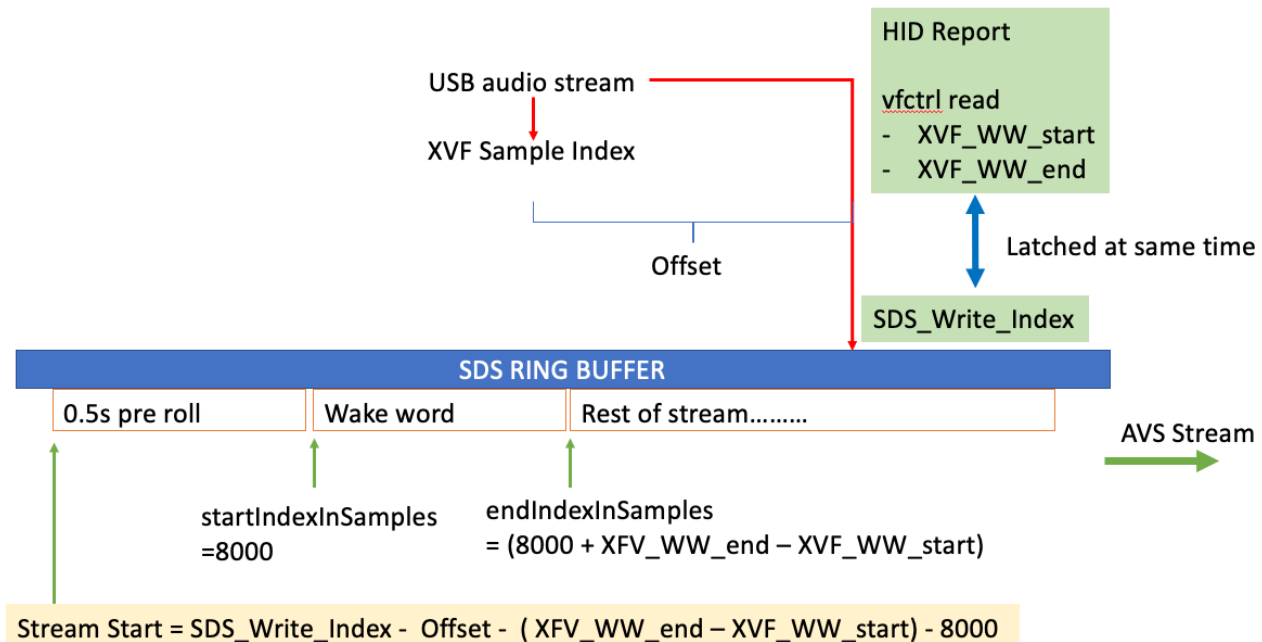 HID Report
USB audio stream
vfctrl read
- XVF_WW_start
XVF Sample Index
- XVF_WW_end
Latched at same time
Offset
SDS_Write_Index
SDS RING BUFFER
0.5s pre roll
Wake word
Rest of stream.........
AVS Stream
startIndexInSamples
=8000
endIndexInSamples
= (8000 + XFV_WW_end – XVF_WW_start)
Stream Start = SDS_Write_Index - Offset - ( XFV_WW_end – XVF_WW_start) - 8000